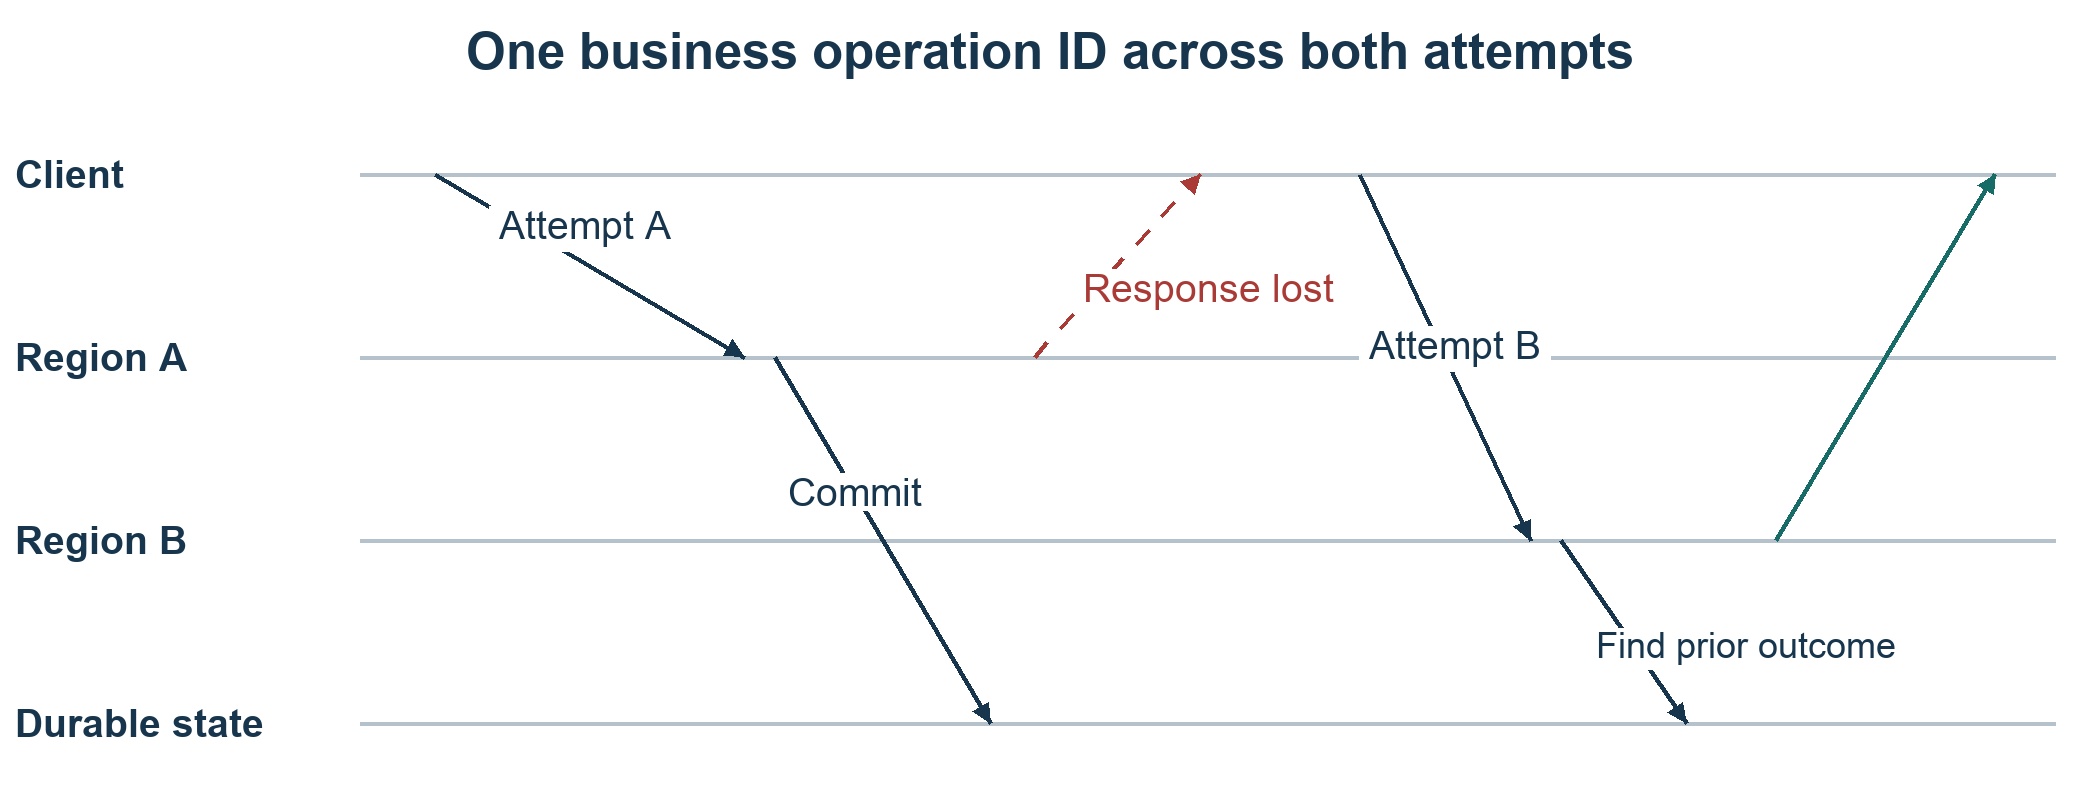 One business operation ID across both attempts
Client
Attempt A
Response lost
Region A
Attempt B
Commit
Region B
Find prior outcome
Durable state